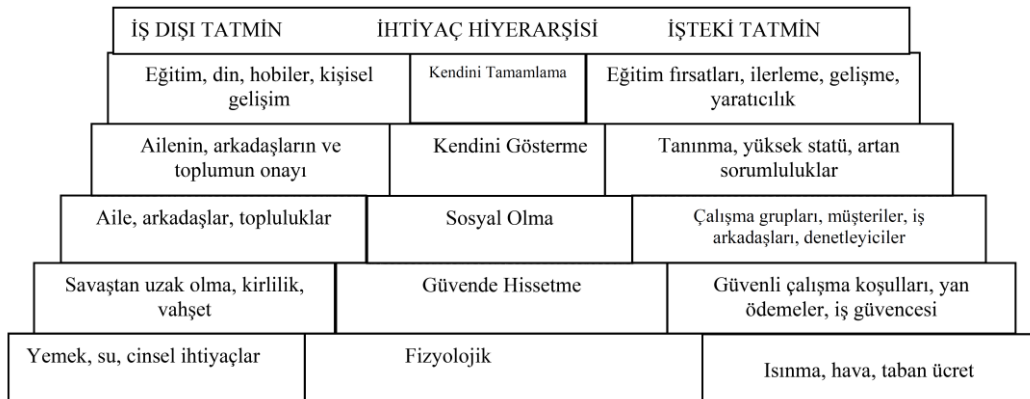 İŞ DIŞI TATMİN İHTİYAÇ HİYERARŞİSİ İŞTEKİ TATMİN
Eğitim, din, hobiler, kişisel
gelişim
Kendini Tamamlama
Eğitim fırsatları, ilerleme, gelişme,
yaratıcılık
Ailenin, arkadaşların ve
toplumun onayı
Kendini Gösterme
Tanınma, yüksek statü, artan
sorumluluklar
Aile, arkadaşlar, topluluklar
Sosyal Olma
Çalışma grupları, müşteriler, iş
arkadaşları, denetleyiciler
Savaştan uzak olma, kirlilik,
vahşet
Güvende Hissetme
Güvenli çalışma koşulları, yan
ödemeler, iş güvencesi
Yemek, su, cinsel ihtiyaçlar
Fizyolojik
Isınma, hava, taban ücret